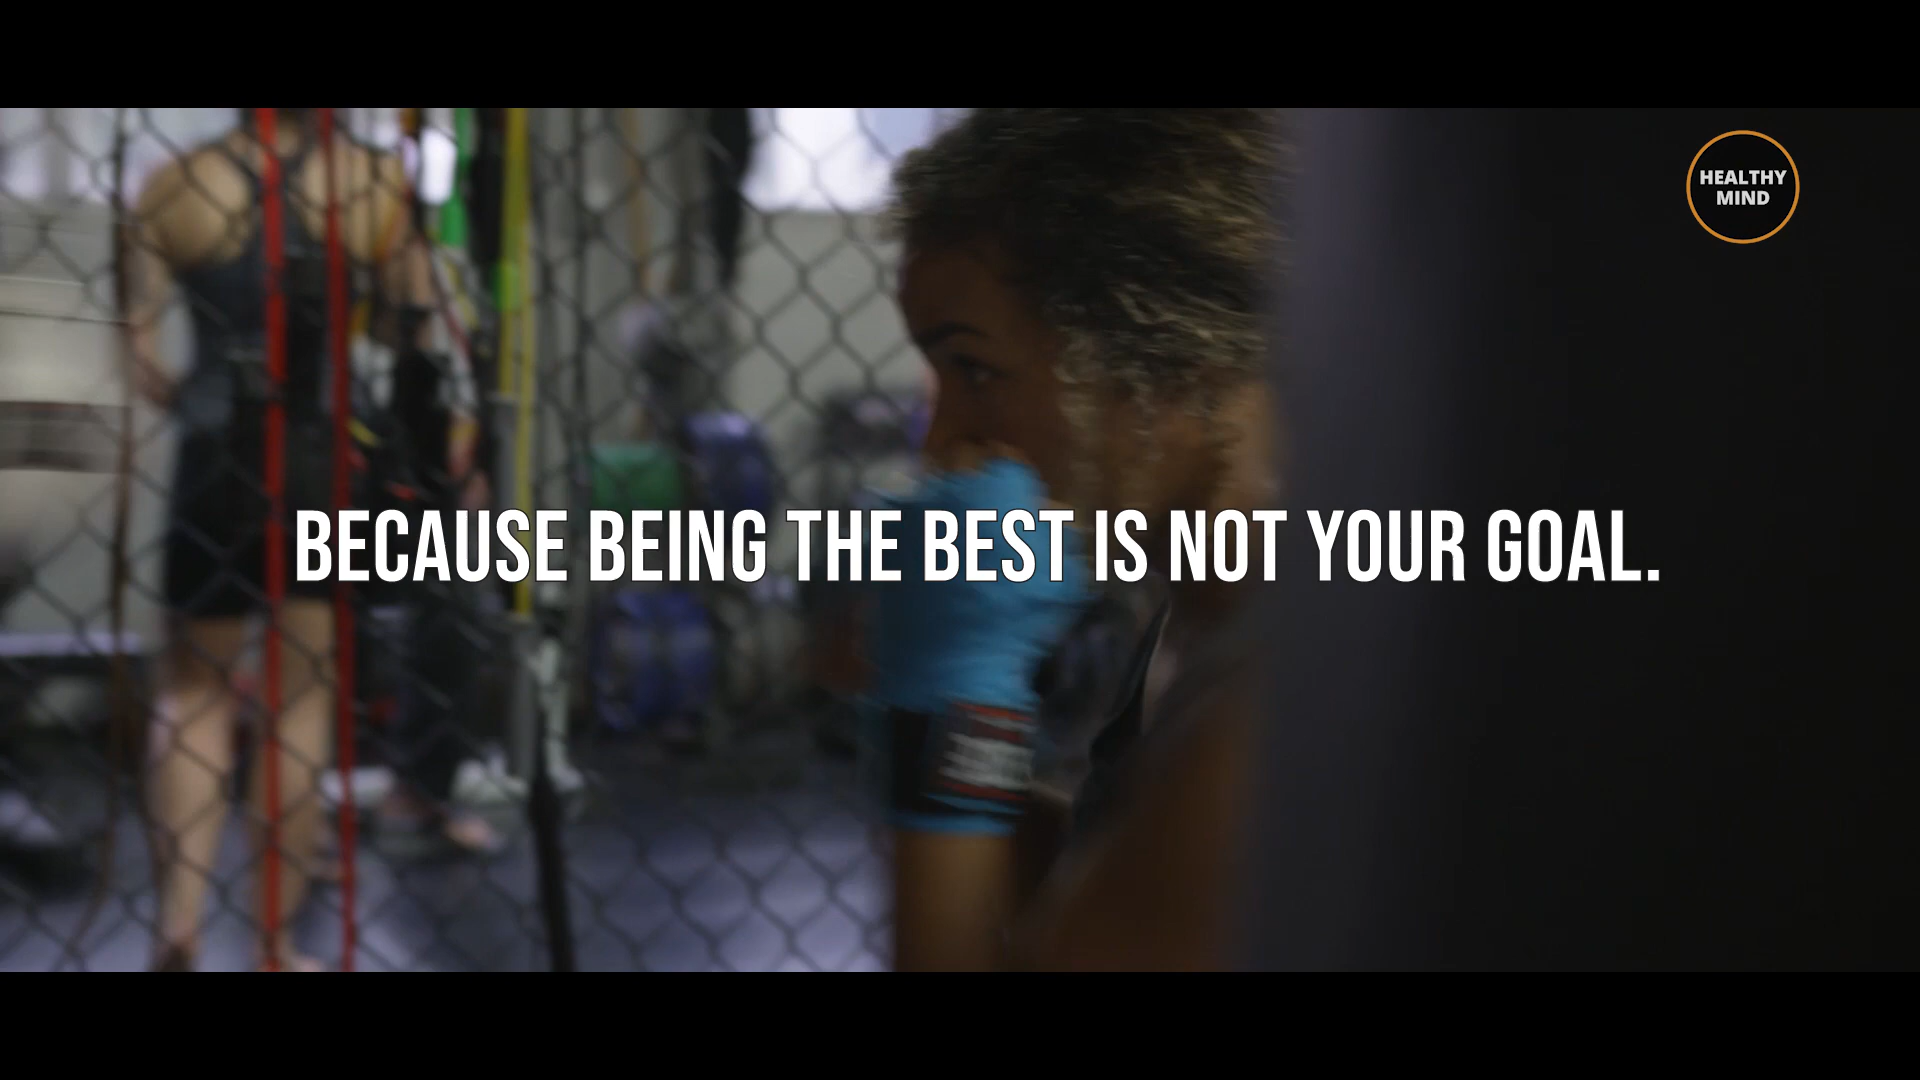 HEALTHY
MIND
BECAUSE BEING THE BEST IS NOT YOUR GOAL.